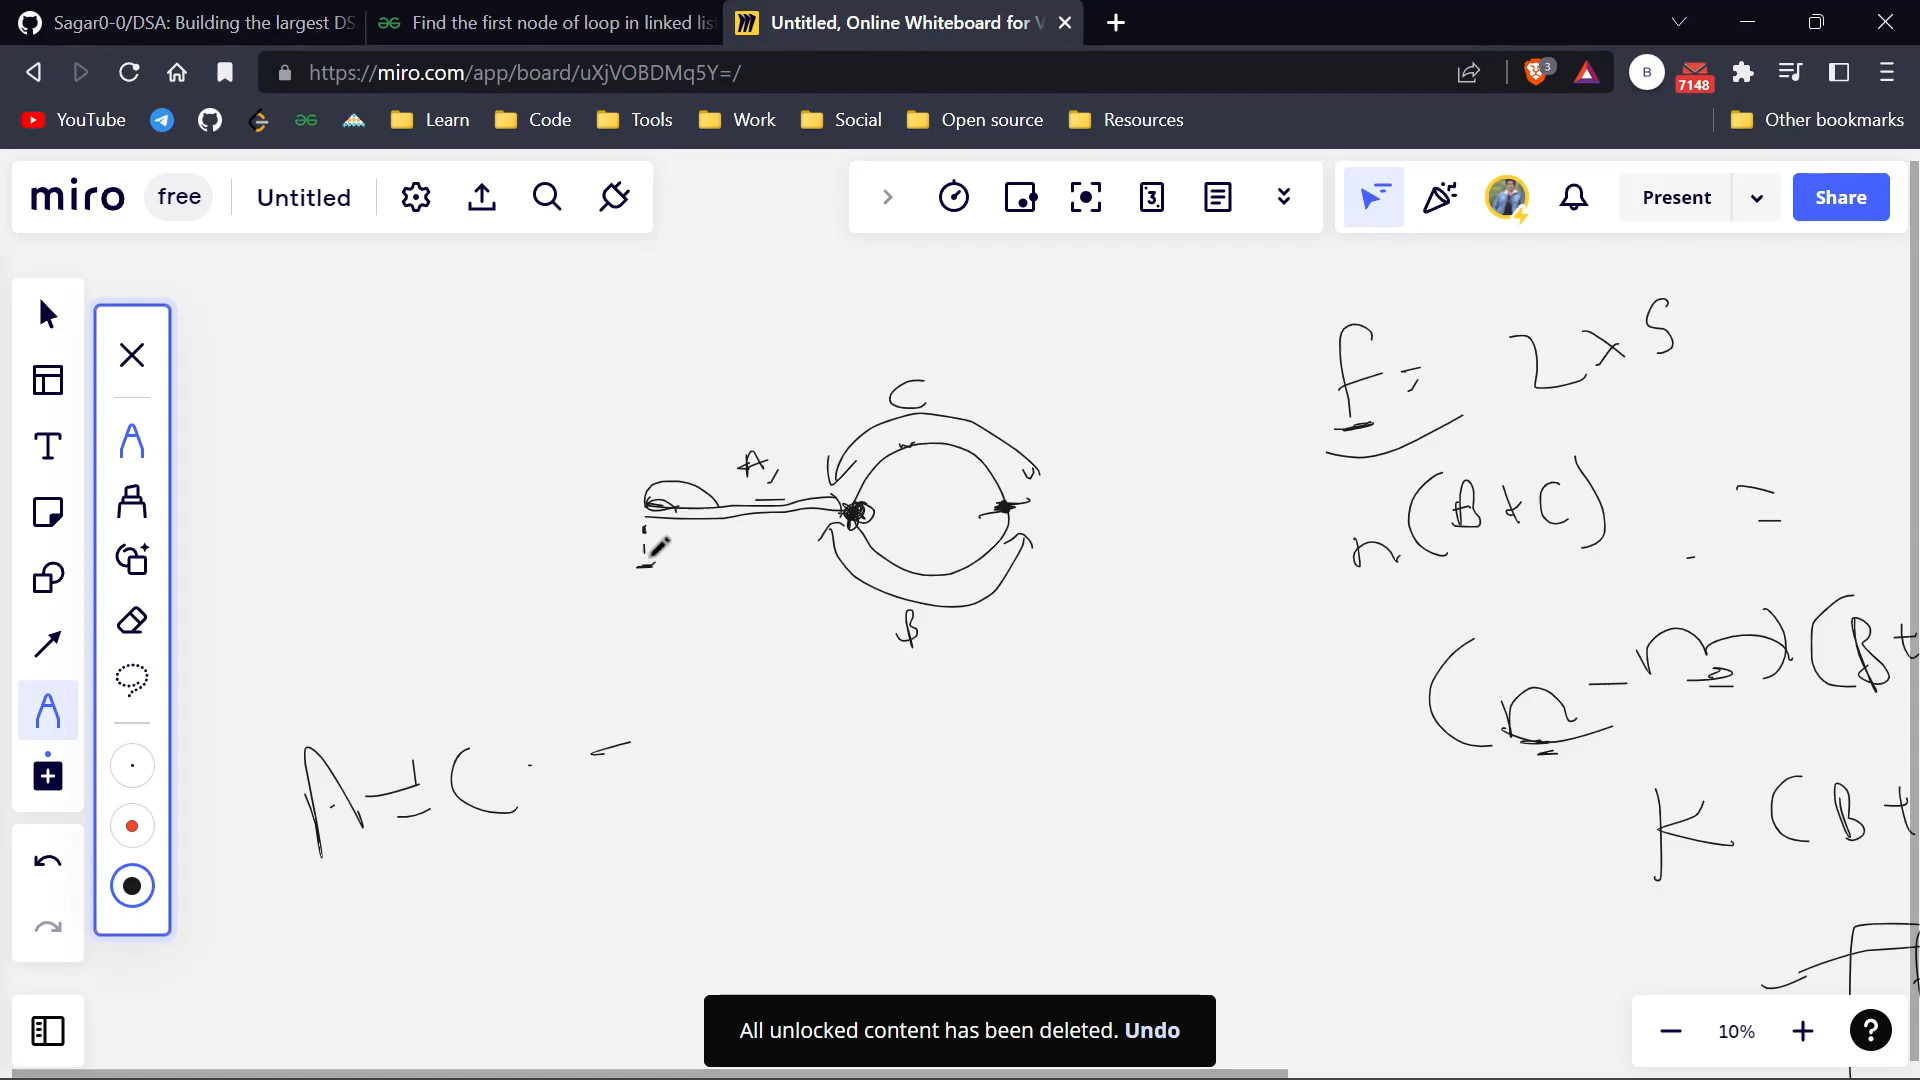 Sagar0-0/DSA: Building the largest DS
Find the first node of loop in linked lis
Untitled, Online Whiteboard for V
https://miro.com/app/board/uXjVOBDMq5Y=/
3
B
7148
YouTube
Learn
Code
Tools
Work
Social
Open source
Resources
Other bookmarks
miro
free
Untitled
3
Present
Share
f = 2 x S
C
A,
n (B + C) =
B
(n - m) (B +
A + C =
K (B +
All unlocked content has been deleted. Undo
10%
?